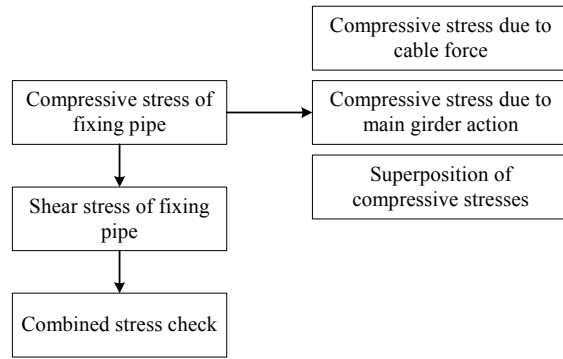 Compressive stress due to
cable force
Compressive stress of
fixing pipe
Compressive stress due to
main girder action
Superposition of
compressive stresses
Shear stress of fixing
pipe
Combined stress check